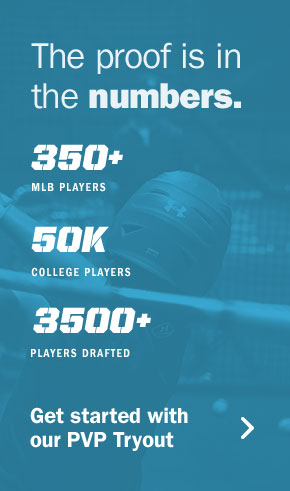 The proof is in
the numbers.
350+
MLB PLAYERS
50K
COLLEGE PLAYERS
3500+
PLAYERS DRAFTED
Get started with
our PVP Tryout